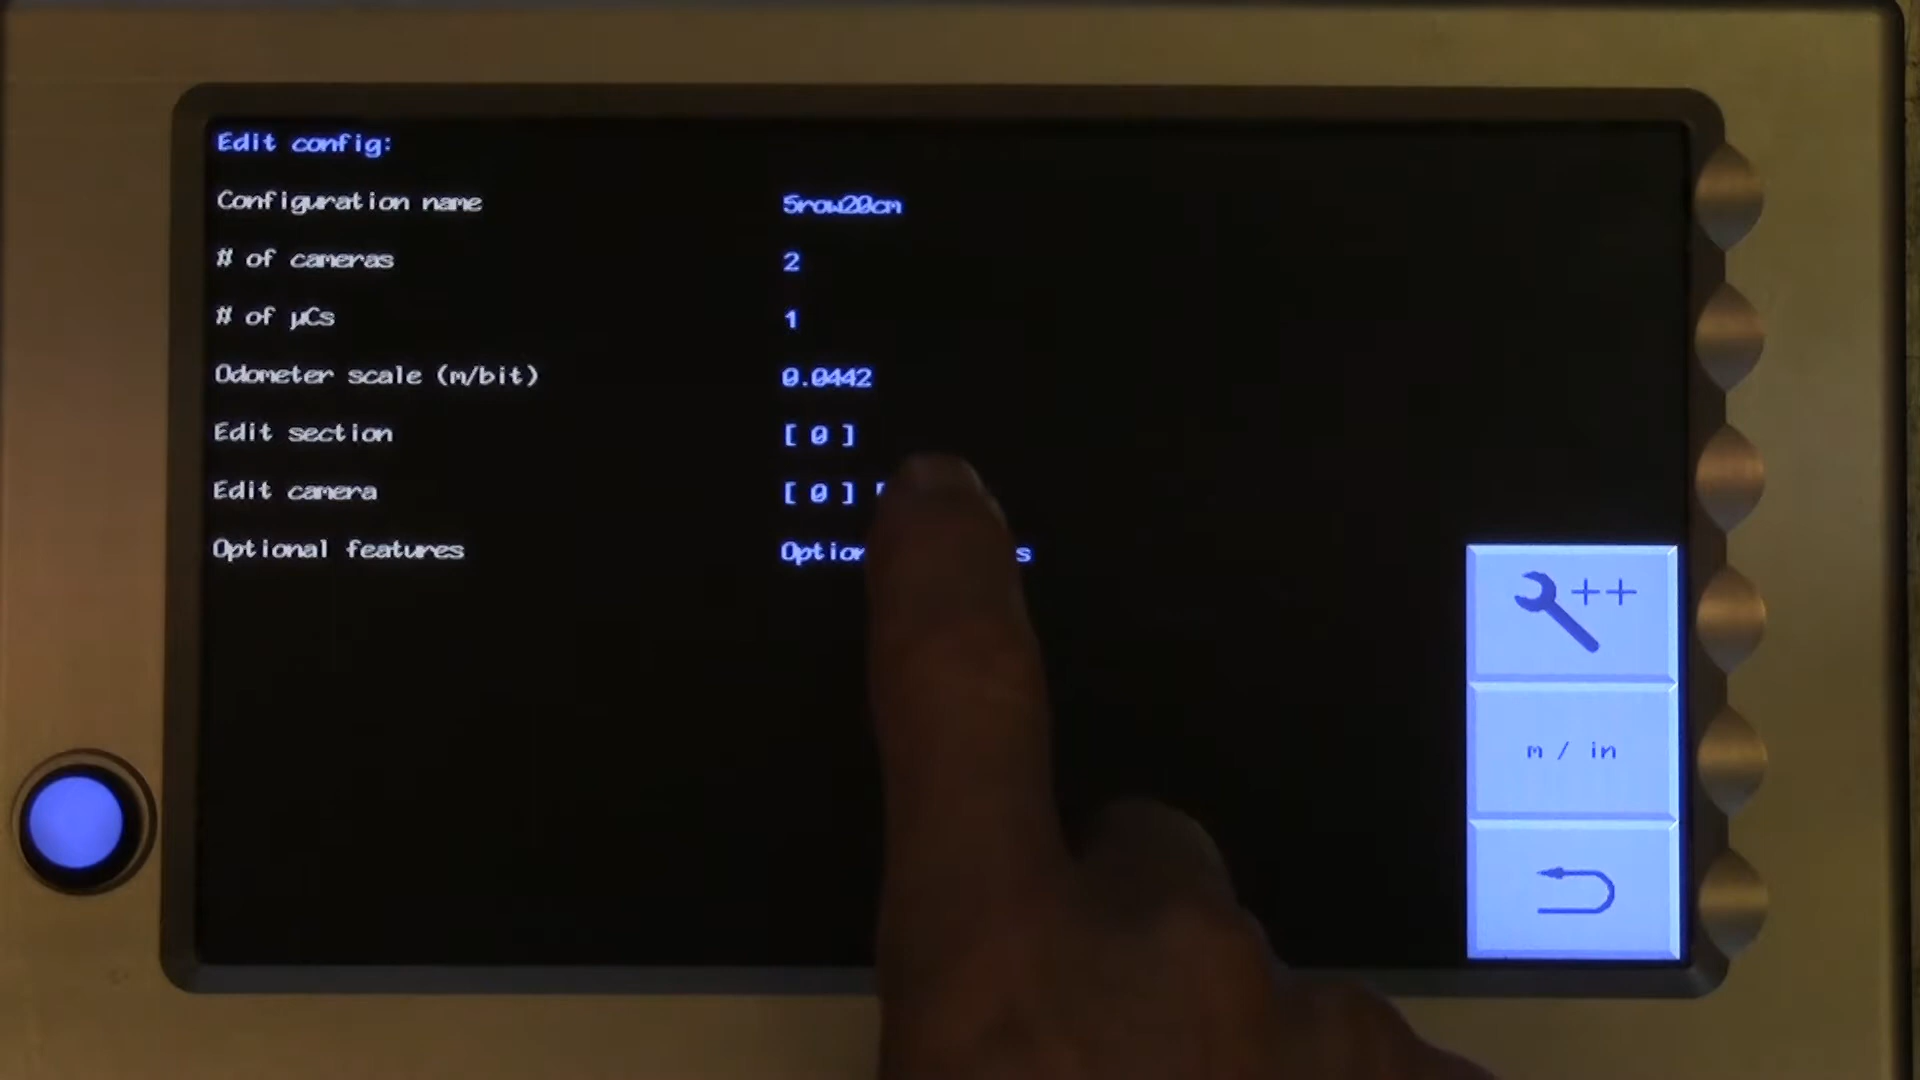 Edit config:
Configuration name 5row20cm
# of cameras 2
# of µCs 1
Odometer scale (m/bit) 0.0442
Edit section [ 0 ]
Edit camera [ 0 ] [
Optional features
++
m / in